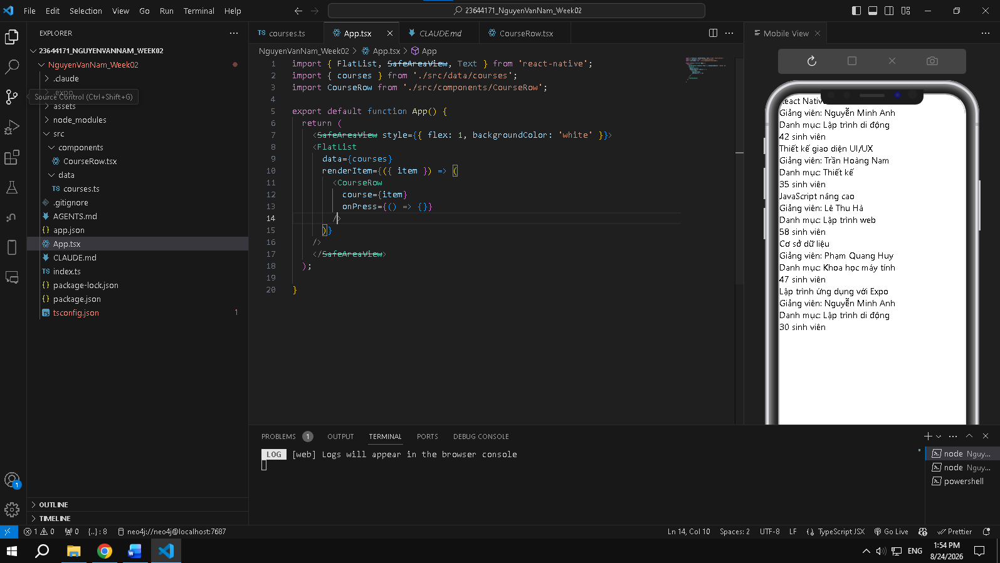 File Edit Selection View Go Run Terminal Help
23644171_NguyenVanNam_Week02
EXPLORER
23644171_NGUYENVANNAM_WEEK02
NguyenVanNam_Week02
.claude
.expo
Source Control (Ctrl+Shift+G)
assets
node_modules
src
components
CourseRow.tsx
data
TS courses.ts
.gitignore
AGENTS.md
{} app.json
App.tsx
CLAUDE.md
TS index.ts
{} package-lock.json
{} package.json
TS tsconfig.json 1
OUTLINE
TIMELINE
TS courses.ts App.tsx CLAUDE.md CourseRow.tsx
NguyenVanNam_Week02 > App.tsx > App
1 import { FlatList, SafeAreaView, Text } from 'react-native';
2 import { courses } from './src/data/courses';
3 import CourseRow from './src/components/CourseRow';
4
5 export default function App() {
6 return (
7 <SafeAreaView style={{ flex: 1, backgroundColor: 'white' }}>
8 <FlatList
9 data={courses}
10 renderItem={({ item }) => (
11 <CourseRow
12 course={item}
13 onPress={() => {}}
14 />
15 )}
16 />
17 </SafeAreaView>
18 );
19
20 }
Mobile View
React Native
Giảng viên: Nguyễn Minh Anh
Danh mục: Lập trình di động
42 sinh viên
Thiết kế giao diện UI/UX
Giảng viên: Trần Hoàng Nam
Danh mục: Thiết kế
35 sinh viên
JavaScript nâng cao
Giảng viên: Lê Thu Hà
Danh mục: Lập trình web
58 sinh viên
Cơ sở dữ liệu
Giảng viên: Phạm Quang Huy
Danh mục: Khoa học máy tính
47 sinh viên
Lập trình ứng dụng với Expo
Giảng viên: Nguyễn Minh Anh
Danh mục: Lập trình di động
30 sinh viên
PROBLEMS 1 OUTPUT TERMINAL PORTS DEBUG CONSOLE
LOG [web] Logs will appear in the browser console
node Nguy...
node Nguy...
powershell
1
1 0 0 {..}: 8 neo4j://neo4j@localhost:7687
Ln 14, Col 10 Spaces: 2 UTF-8 LF TypeScript JSX Go Live Prettier
ENG
1:54 PM
8/24/2026